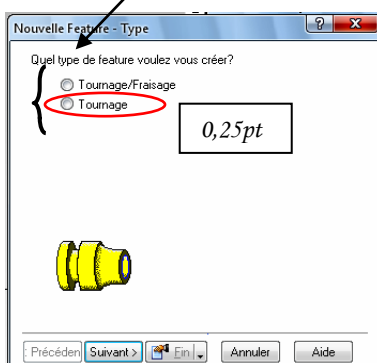 Nouvelle Feature - Type
Quel type de feature voulez vous créer?
Tournage/Fraisage
Tournage
0,25pt
: Précéden Suivant > Fin Annuler Aide